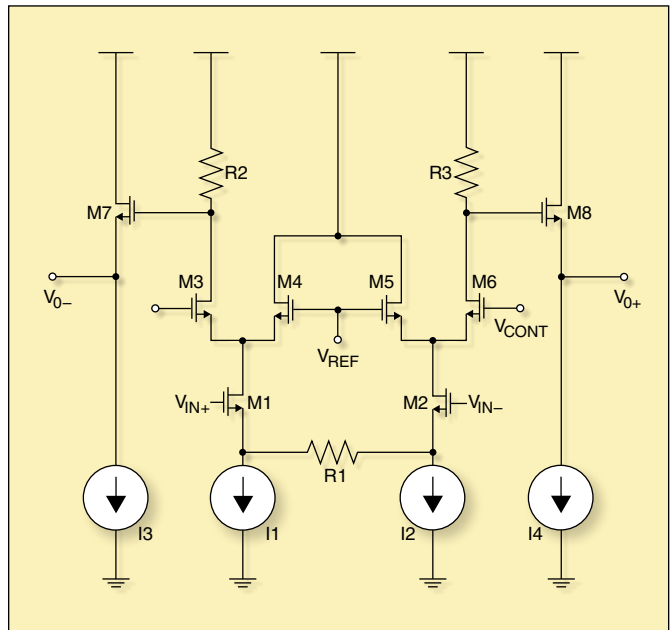 R2
R3
M7
M8
M3
M4
M5
M6
V0–
V0+
VCONT
VREF
VIN+
M1
M2
VIN–
R1
I3
I1
I2
I4